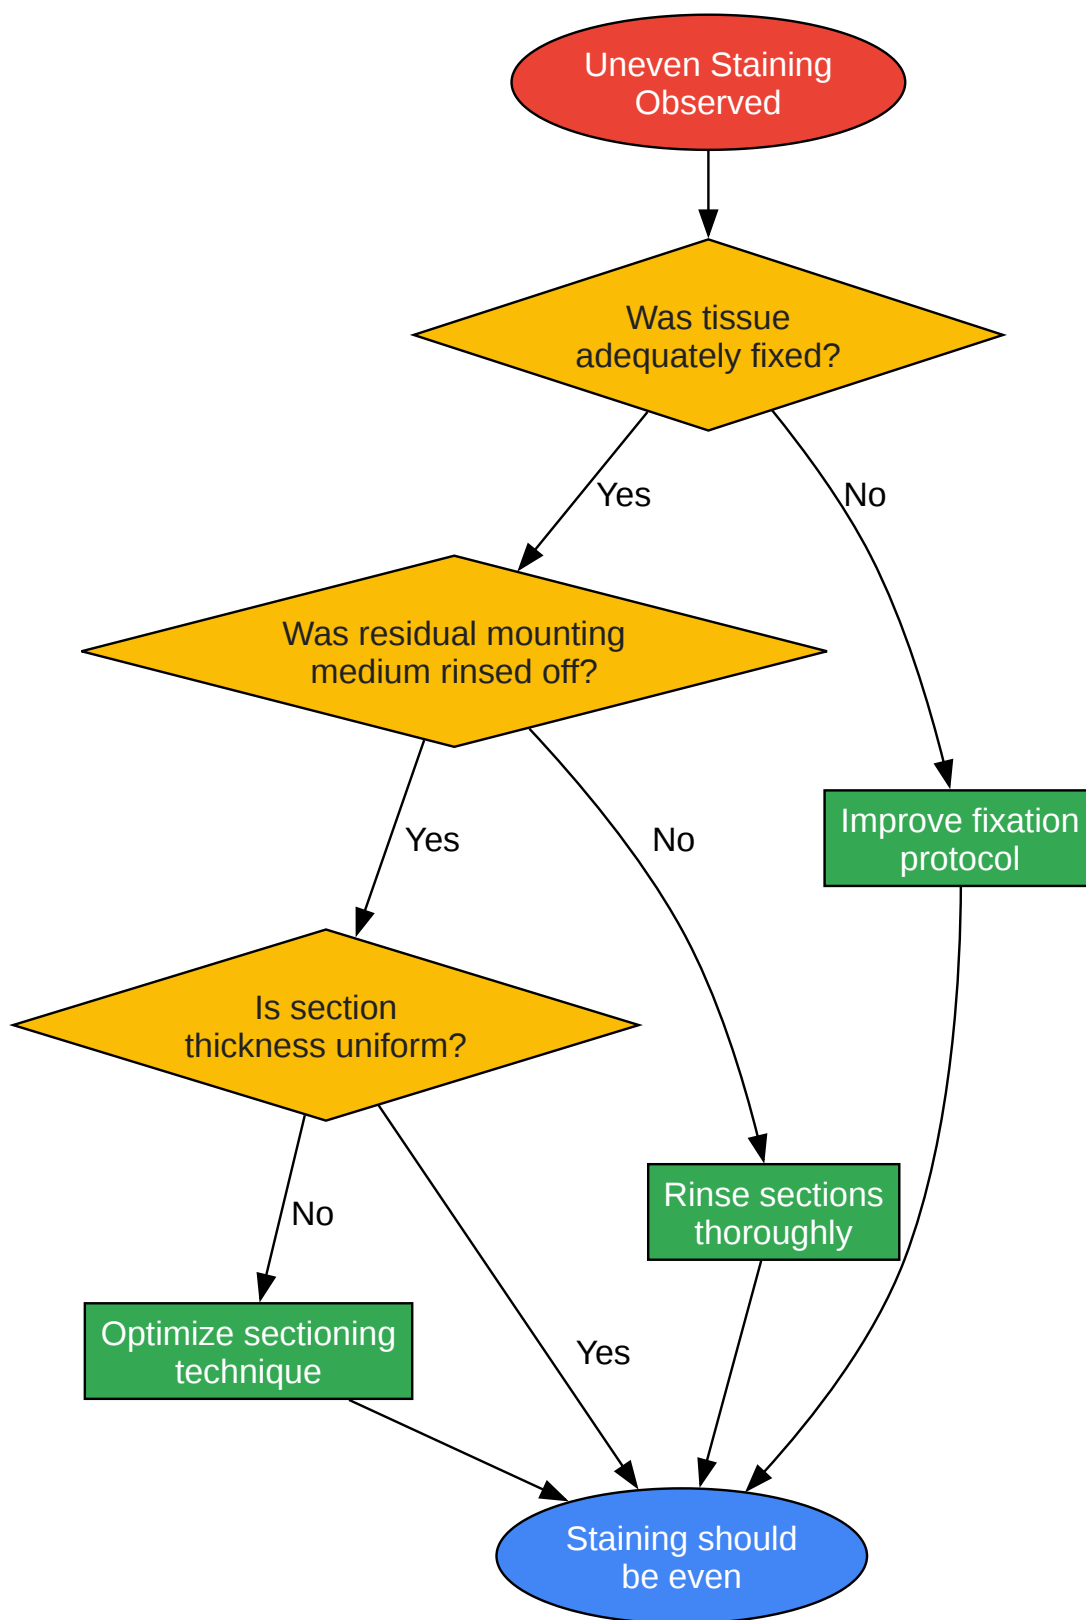 Uneven Staining
Observed
Was tissue
adequately fixed?
Yes
No
Was residual mounting
medium rinsed off?
Improve fixation
protocol
Yes
No
Is section
thickness uniform?
Rinse sections
thoroughly
No
Optimize sectioning
technique
Yes
Staining should
be even